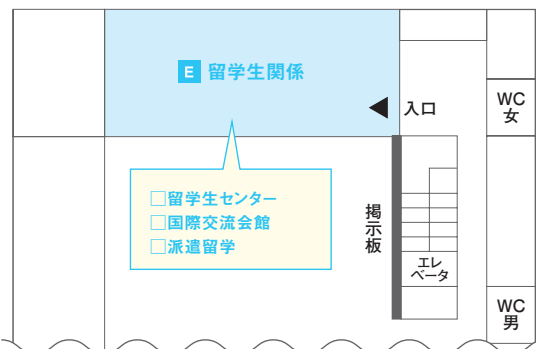 E 留学生関係
入口
WC
女
□留学生センター
□国際交流会館
□派遣留学
掲示板
エレ
ベータ
WC
男